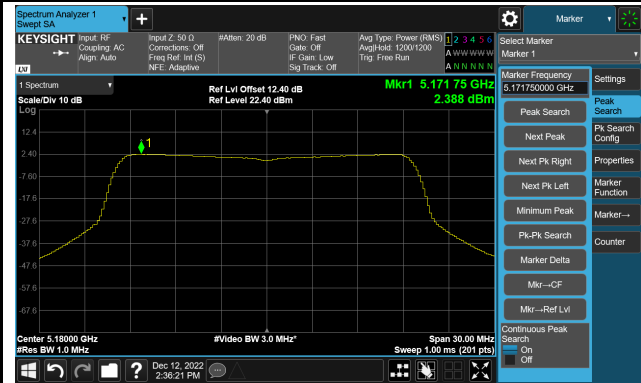 Spectrum Analyzer 1
Swept SA
Marker
KEYSIGHT
Input: RF
Coupling: AC
Align: Auto
Input Z: 50 Ω
Corrections: Off
Freq Ref: Int (S)
NFE: Adaptive
#Atten: 20 dB
PNO: Fast
Gate: Off
IF Gain: Low
Sig Track: Off
Avg Type: Power (RMS)
Avg|Hold: 1200/1200
Trig: Free Run
1 2 3 4 5 6
A W W W W W
A N N N N N
LXI
Select Marker
Marker 1
1 Spectrum
Scale/Div 10 dB
Log
Ref Lvl Offset 12.40 dB
Ref Level 22.40 dBm
Mkr1 5.171 75 GHz
2.388 dBm
12.4
2.40
-7.60
-17.6
-27.6
-37.6
-47.6
-57.6
-67.6
1
Center 5.18000 GHz
#Res BW 1.0 MHz
#Video BW 3.0 MHz*
Span 30.00 MHz
Sweep 1.00 ms (201 pts)
Marker Frequency
5.171750000 GHz
Peak Search
Next Peak
Next Pk Right
Next Pk Left
Minimum Peak
Pk-Pk Search
Marker Delta
Mkr→CF
Mkr→Ref Lvl
Continuous Peak
Search
On
Off
Settings
Peak
Search
Pk Search
Config
Properties
Marker
Function
Marker→
Counter
?
Dec 12, 2022
2:36:21 PM